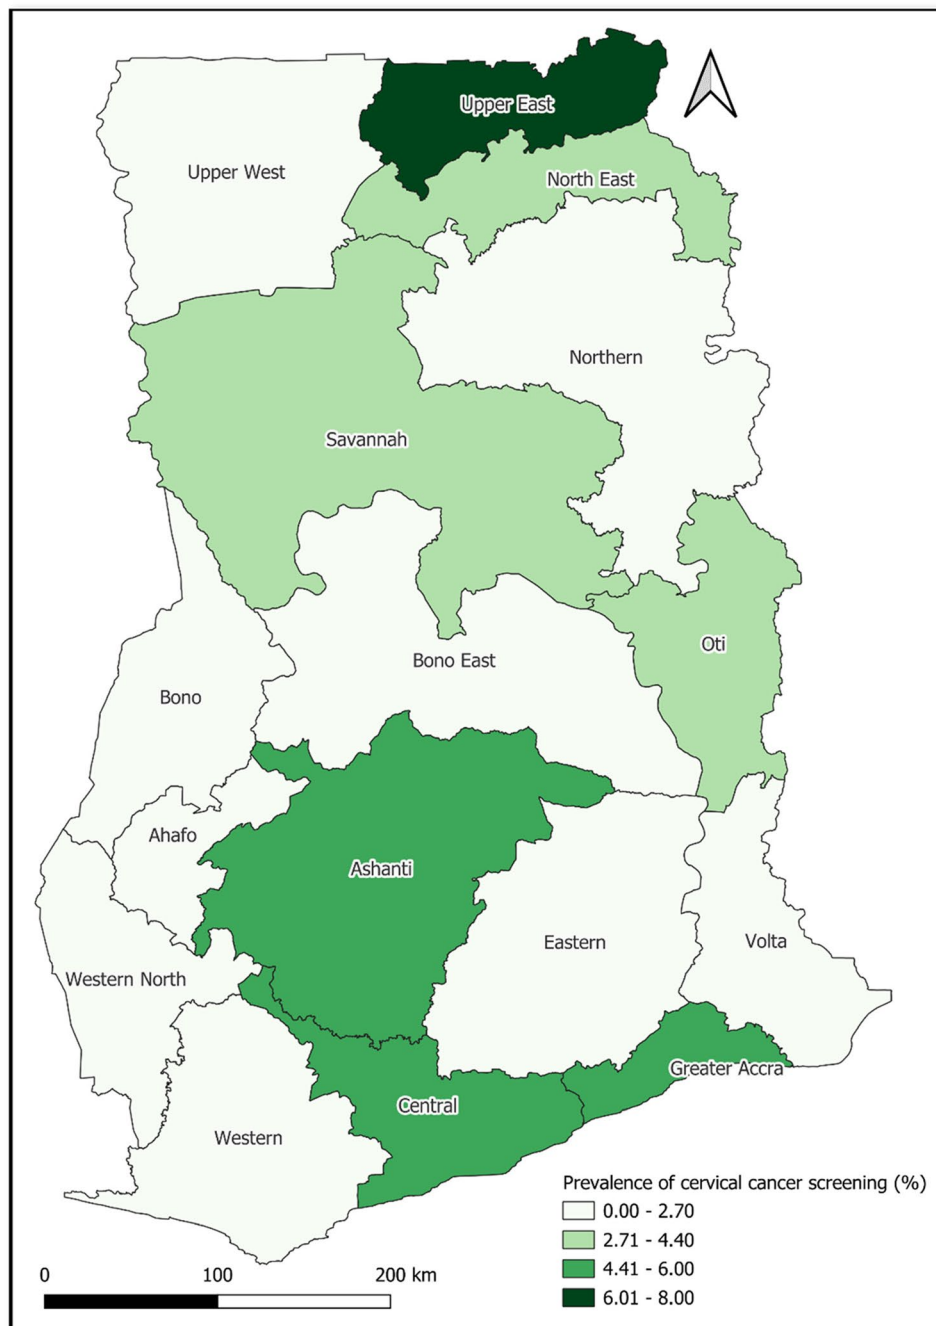 Upper East
Upper West
North East
Northern
Savannah
Oti
Bono East
Bono
Ahafo
Ashanti
Eastern
Volta
Western North
Greater Accra
Central
Western
Prevalence of cervical cancer screening (%)
0.00 - 2.70
2.71 - 4.40
4.41 - 6.00
6.01 - 8.00
0 100 200 km